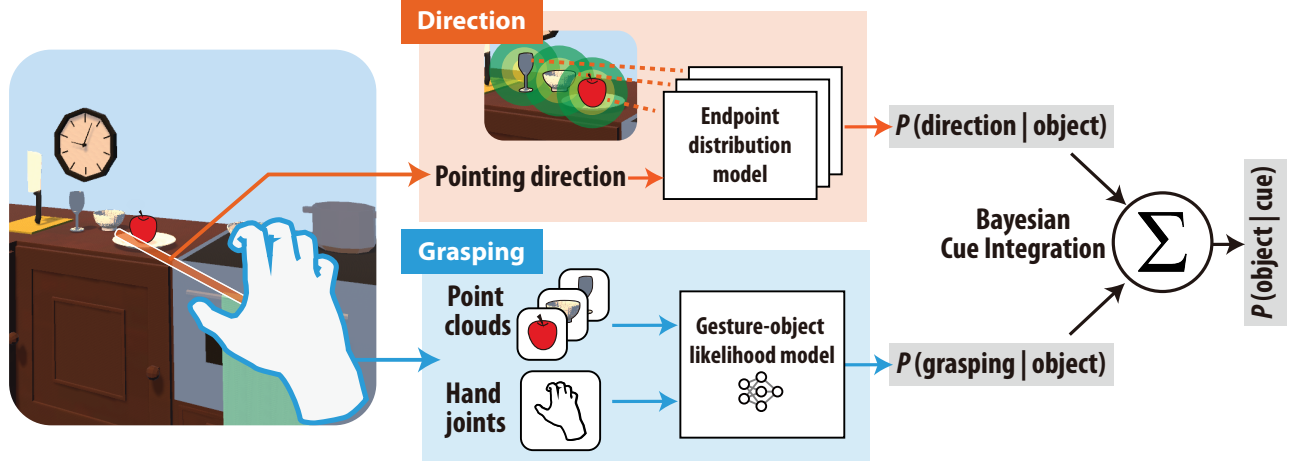 Direction
Endpoint
distribution
model
Pointing direction
P (direction | object)
Grasping
Point
clouds
Hand
joints
Gesture-object
likelihood model
P (grasping | object)
Bayesian
Cue Integration
Σ
P (object | cue)